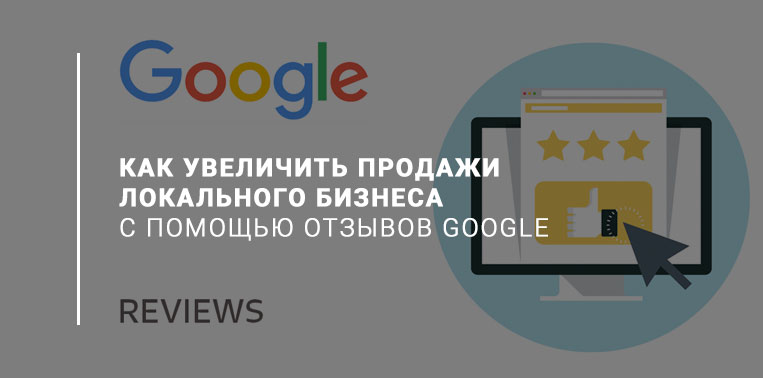 Google
КАК УВЕЛИЧИТЬ ПРОДАЖИ
ЛОКАЛЬНОГО БИЗНЕСА
С ПОМОЩЬЮ ОТЗЫВОВ GOOGLE
REVIEWS